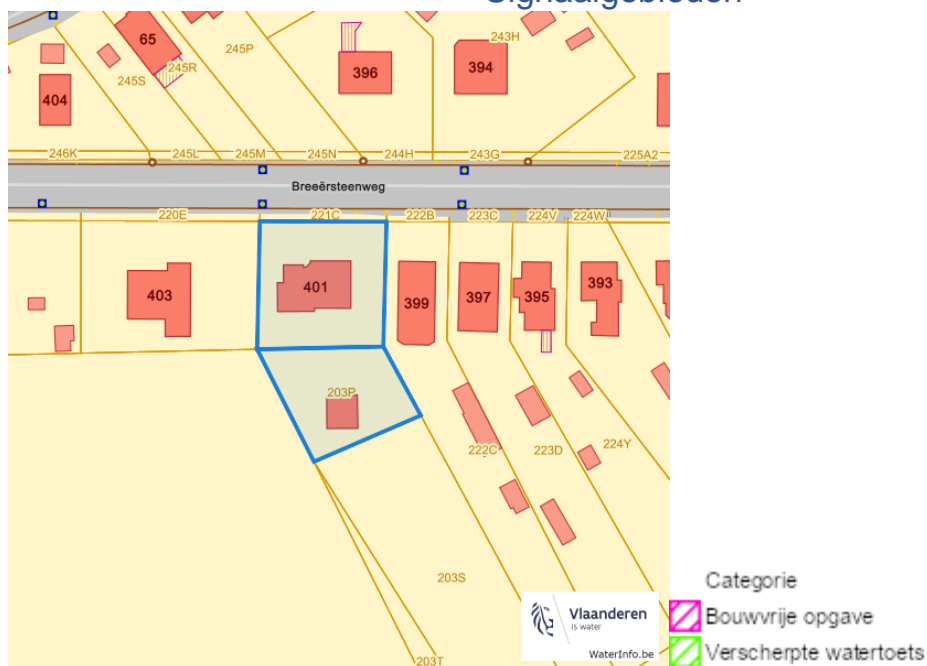 Signaalgebieden
65
245P
243H
245R
245S
396
394
404
246K
245L
245M
245N
244H
243G
225A2
Breeërsteenweg
220E
221C
222B
223C
224V
224W
401
403
399
397
395
393
203P
222C
223D
224Y
203S
203T
Vlaanderen
is water
WaterInfo.be
Categorie
Bouwvrije opgave
Verscherpte watertoets